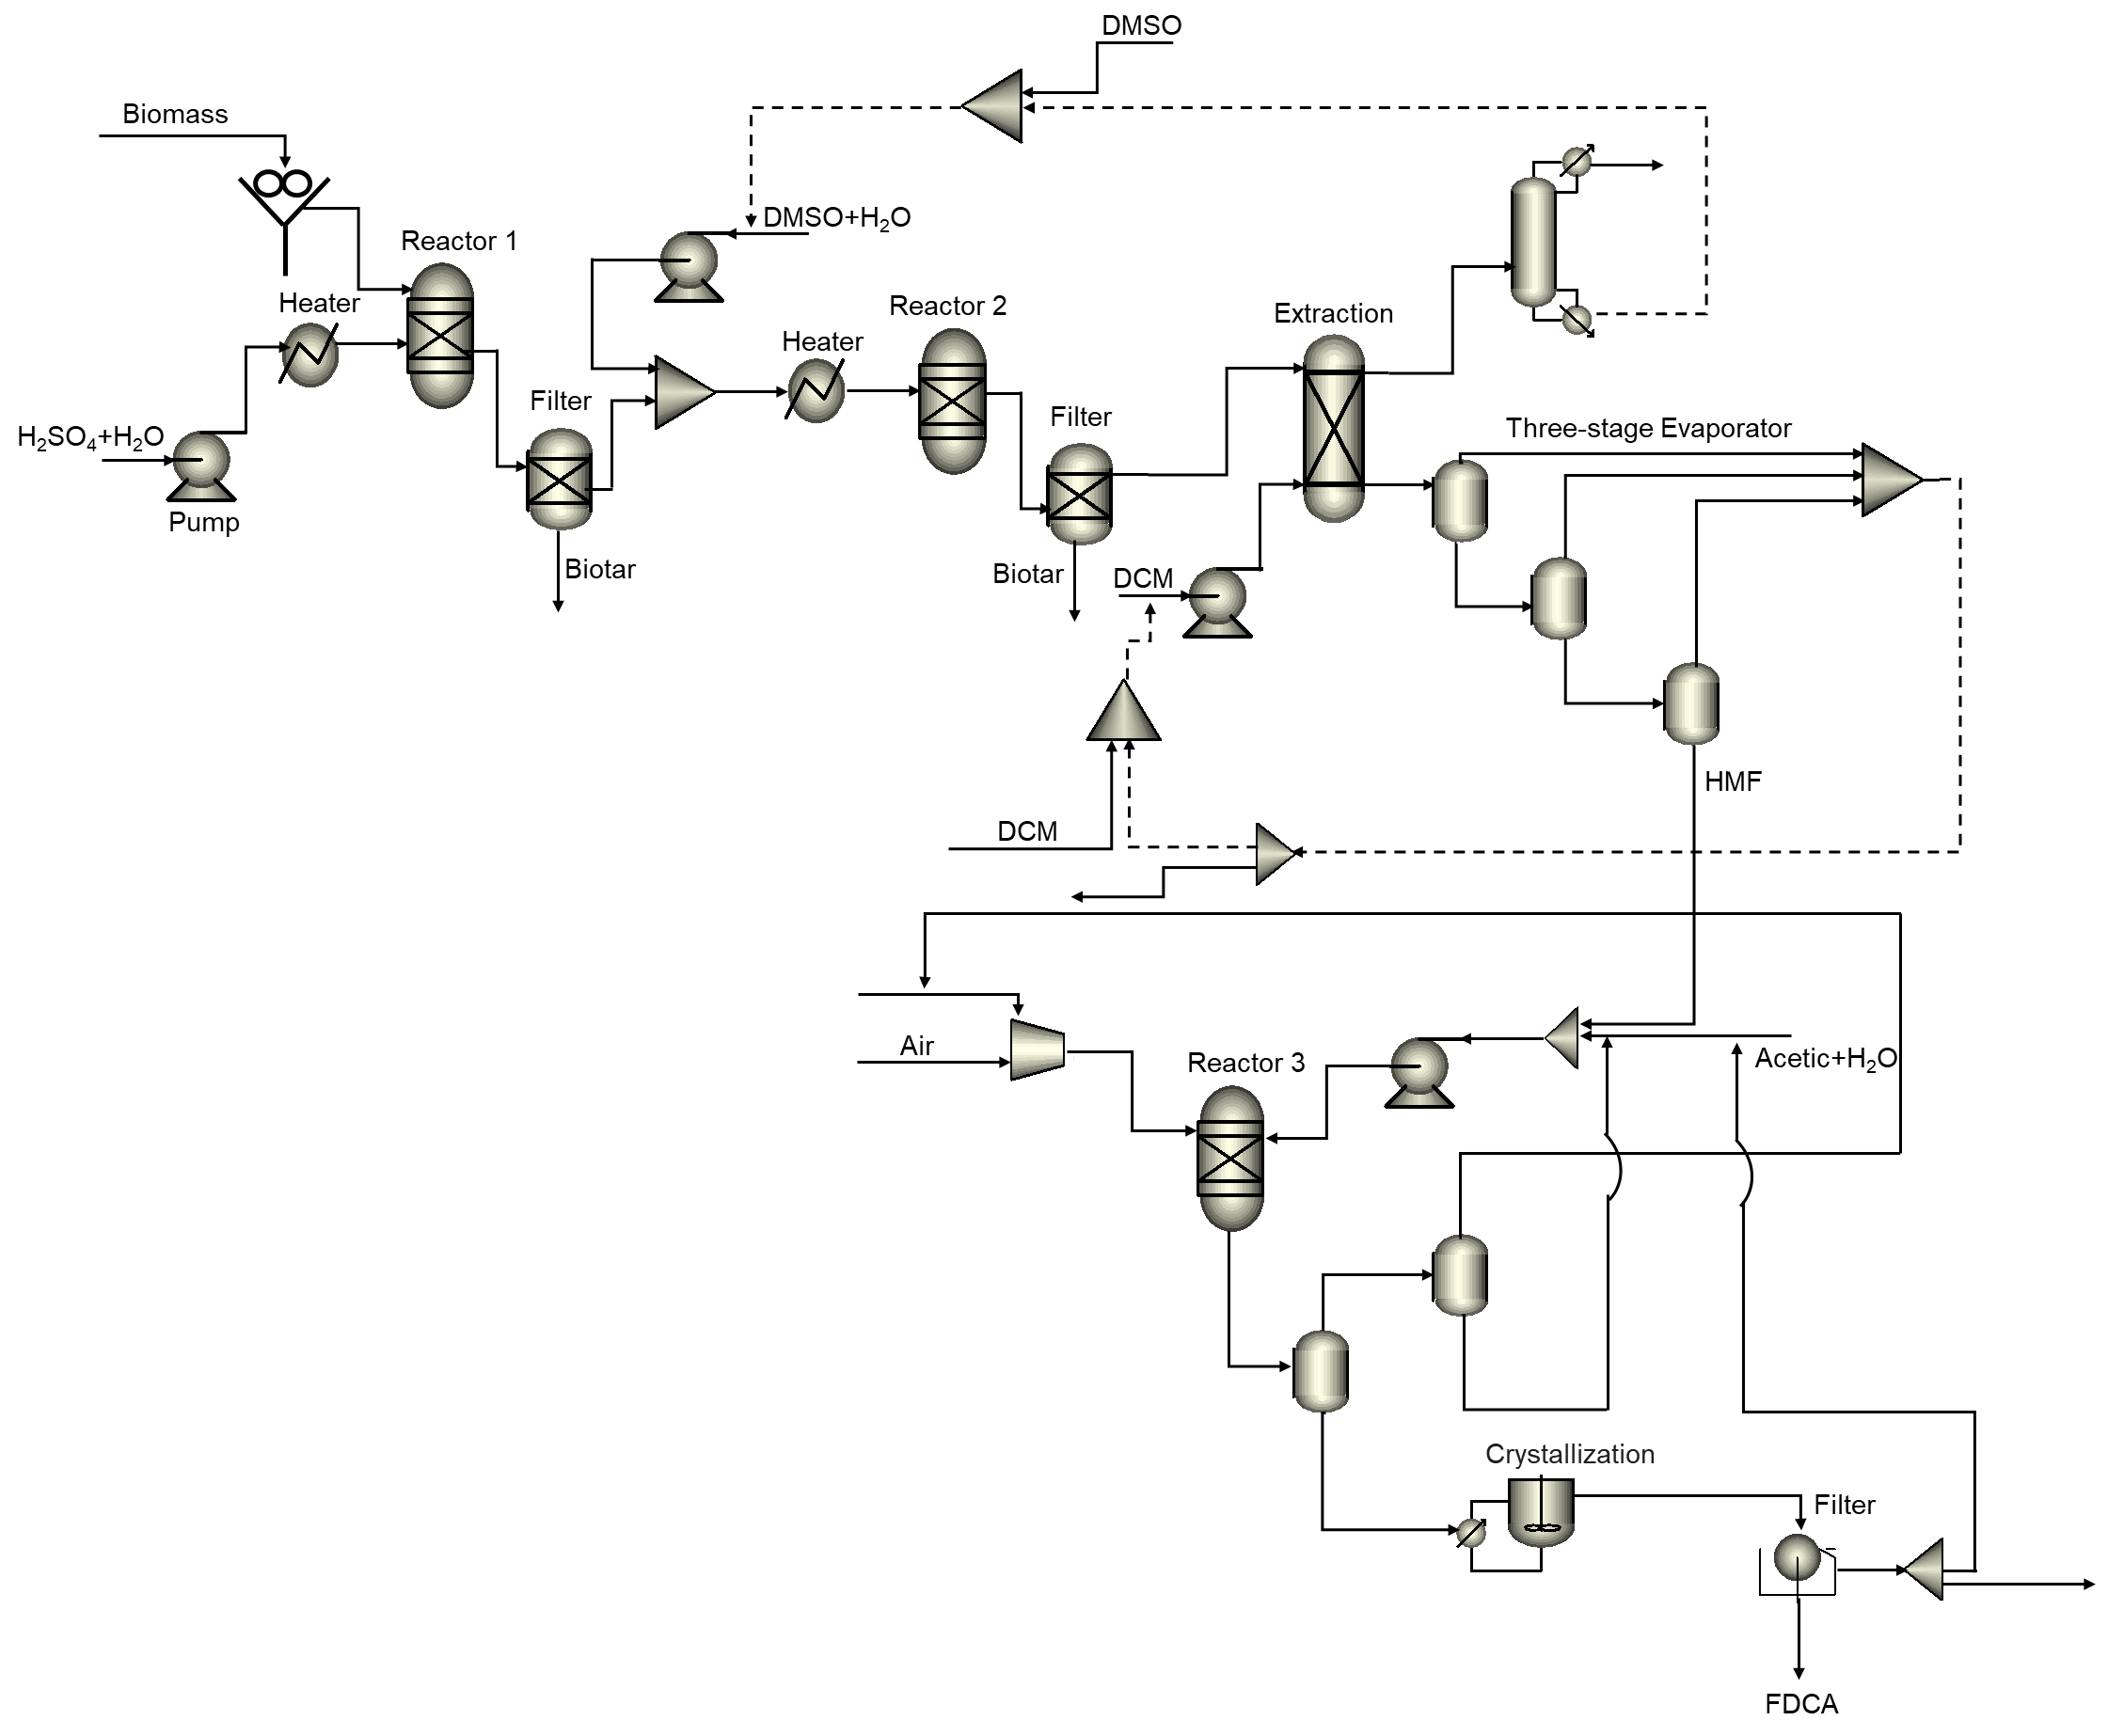 DMSO
Biomass
DMSO+H₂O
Reactor 1
Heater
Reactor 2
Extraction
Heater
Filter
Filter
Three-stage Evaporator
H₂SO₄+H₂O
Pump
Biotar
Biotar
DCM
HMF
DCM
Air
Reactor 3
Acetic+H₂O
Crystallization
Filter
FDCA